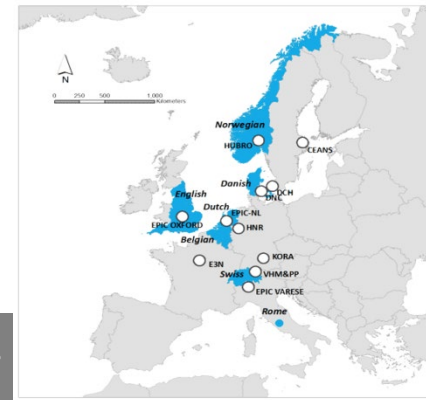 N
0 250 500 1,000
Kilometers
Norwegian
HUBRO
CEANS
Danish
DCH
DNC
English
Dutch
EPIC-NL
EPIC OXFORD
HNR
Belgian
E3N
KORA
VHM&PP
Swiss
EPIC VARESE
Rome